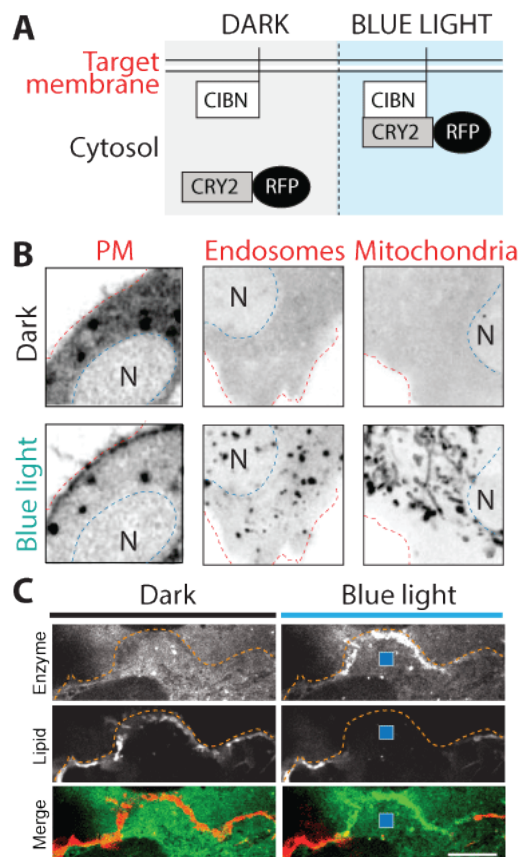 A
DARK
BLUE LIGHT
Target
membrane
CIBN
CIBN
CRY2
RFP
Cytosol
CRY2
RFP
B
PM
Endosomes
Mitochondria
Dark
N
N
N
Blue light
N
N
N
C
Dark
Blue light
Enzyme
Lipid
Merge